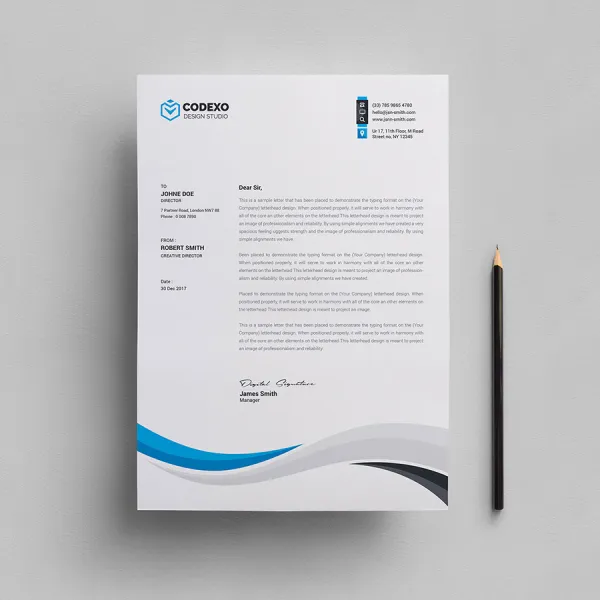 CODEXO
DESIGN STUDIO
(30) 785 9865 4780
hello@jan-smith.com
www.jam-smith.com
Ur 17, 11th Floor, M Road
Street no, NY 12345
TO
JOHNE DOE
DIRECTOR
7 Partner Road, London NW7 88
Phone : 0 006 7890
FROM :
ROBERT SMITH
CREATIVE DIRECTOR
Date :
30 Dec 2017
Dear Sir,
This is a sample letter that has been placed to demonstrate the typing format on the (Your
Company) letterhead design. When positioned properly, it will serve to work in harmony with
all of the core an other elements on the letterhead This letterhead design is meant to project
an image of professionalism and reliability. By using simple alignments we have created a very
specious feeling oggests strength and the image of professionalism and reliability. By using
simple alignments we have.
Been placed to demonstrate the typing format on the (Your Company) letterhead design.
When positioned properly, it will serve to work in harmony with all of the core an other
elements on the letterhead This letterhead design is meant to project an image of profession-
alism and reliability. By using simple alignments we have created.
Placed to demonstrate the typing format on the (Your Company) letterhead design. When
positioned properly, it will serve to work in harmony with all of the core an other elements on
the letterhead This letterhead design is meant to project an image.
This is a sample letter that has been placed to demonstrate the typing format on the (Your
Company) letterhead design. When positioned properly, it will serve to work in harmony with
all of the core an other elements on the letterhead This letterhead design is meant to project
an image of professionalism and reliability.
Digital Signature
James Smith
Manager